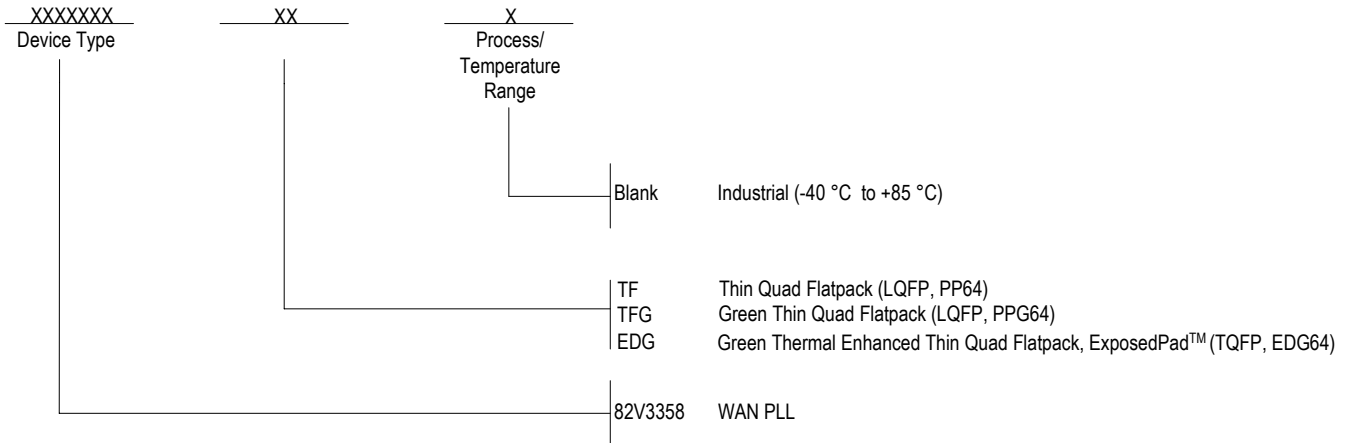 XXXXXXX XX X
Device Type Process/
Temperature
Range
Blank Industrial (-40 °C to +85 °C)
TF Thin Quad Flatpack (LQFP, PP64)
TFG Green Thin Quad Flatpack (LQFP, PPG64)
EDG Green Thermal Enhanced Thin Quad Flatpack, ExposedPad™ (TQFP, EDG64)
82V3358 WAN PLL